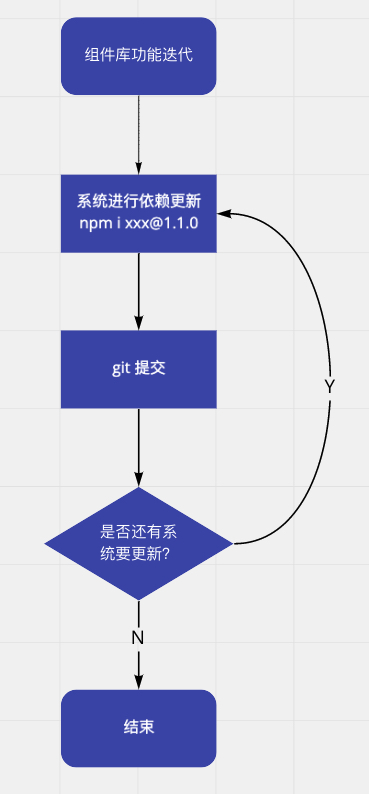 组件库功能迭代
系统进行依赖更新
npm i xxx@1.1.0
git 提交
Y
是否还有系
统要更新?
N
结束